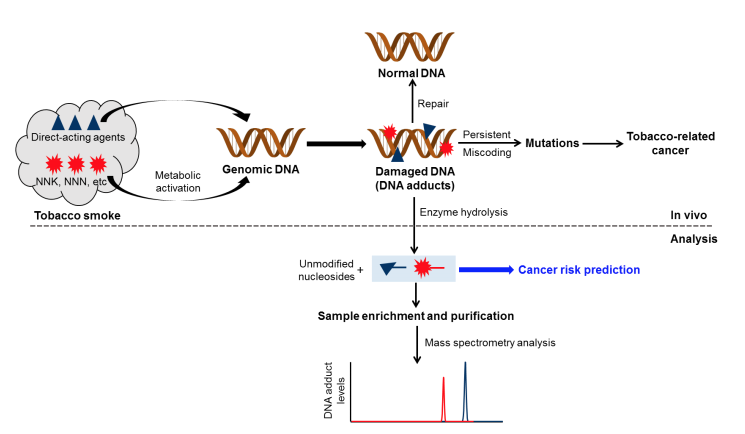 Normal DNA
Repair
Direct-acting agents
NNK, NNN, etc
Tobacco smoke
Metabolic
activation
Genomic DNA
Damaged DNA
(DNA adducts)
Persistent
Miscoding
Mutations
Tobacco-related
cancer
Enzyme hydrolysis
In vivo
Analysis
Unmodified
nucleosides
+
Cancer risk prediction
Sample enrichment and purification
Mass spectrometry analysis
DNA adduct
levels